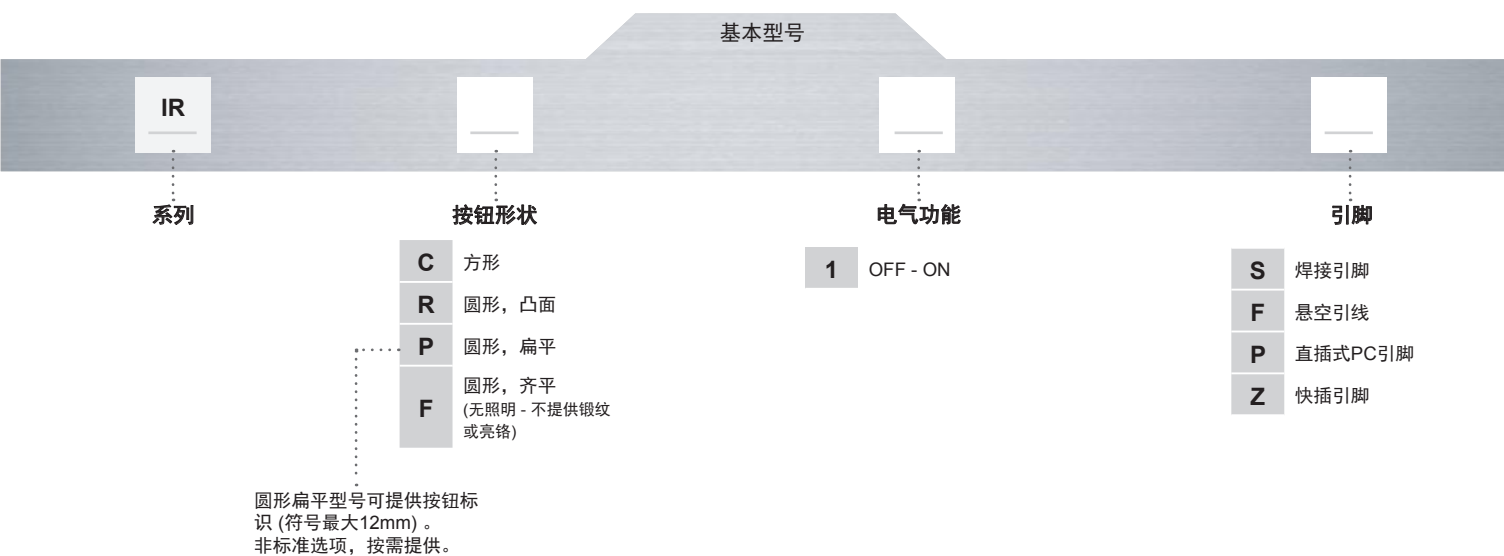 基本型号
IR
系列
按钮形状
C 方形
R 圆形，凸面
P 圆形，扁平
F 圆形，齐平
(无照明 - 不提供锻纹
或亮铬)
圆形扁平型号可提供按钮标
识 (符号最大12mm) 。
非标准选项，按需提供。
电气功能
1 OFF - ON
引脚
S 焊接引脚
F 悬空引线
P 直插式PC引脚
Z 快插引脚